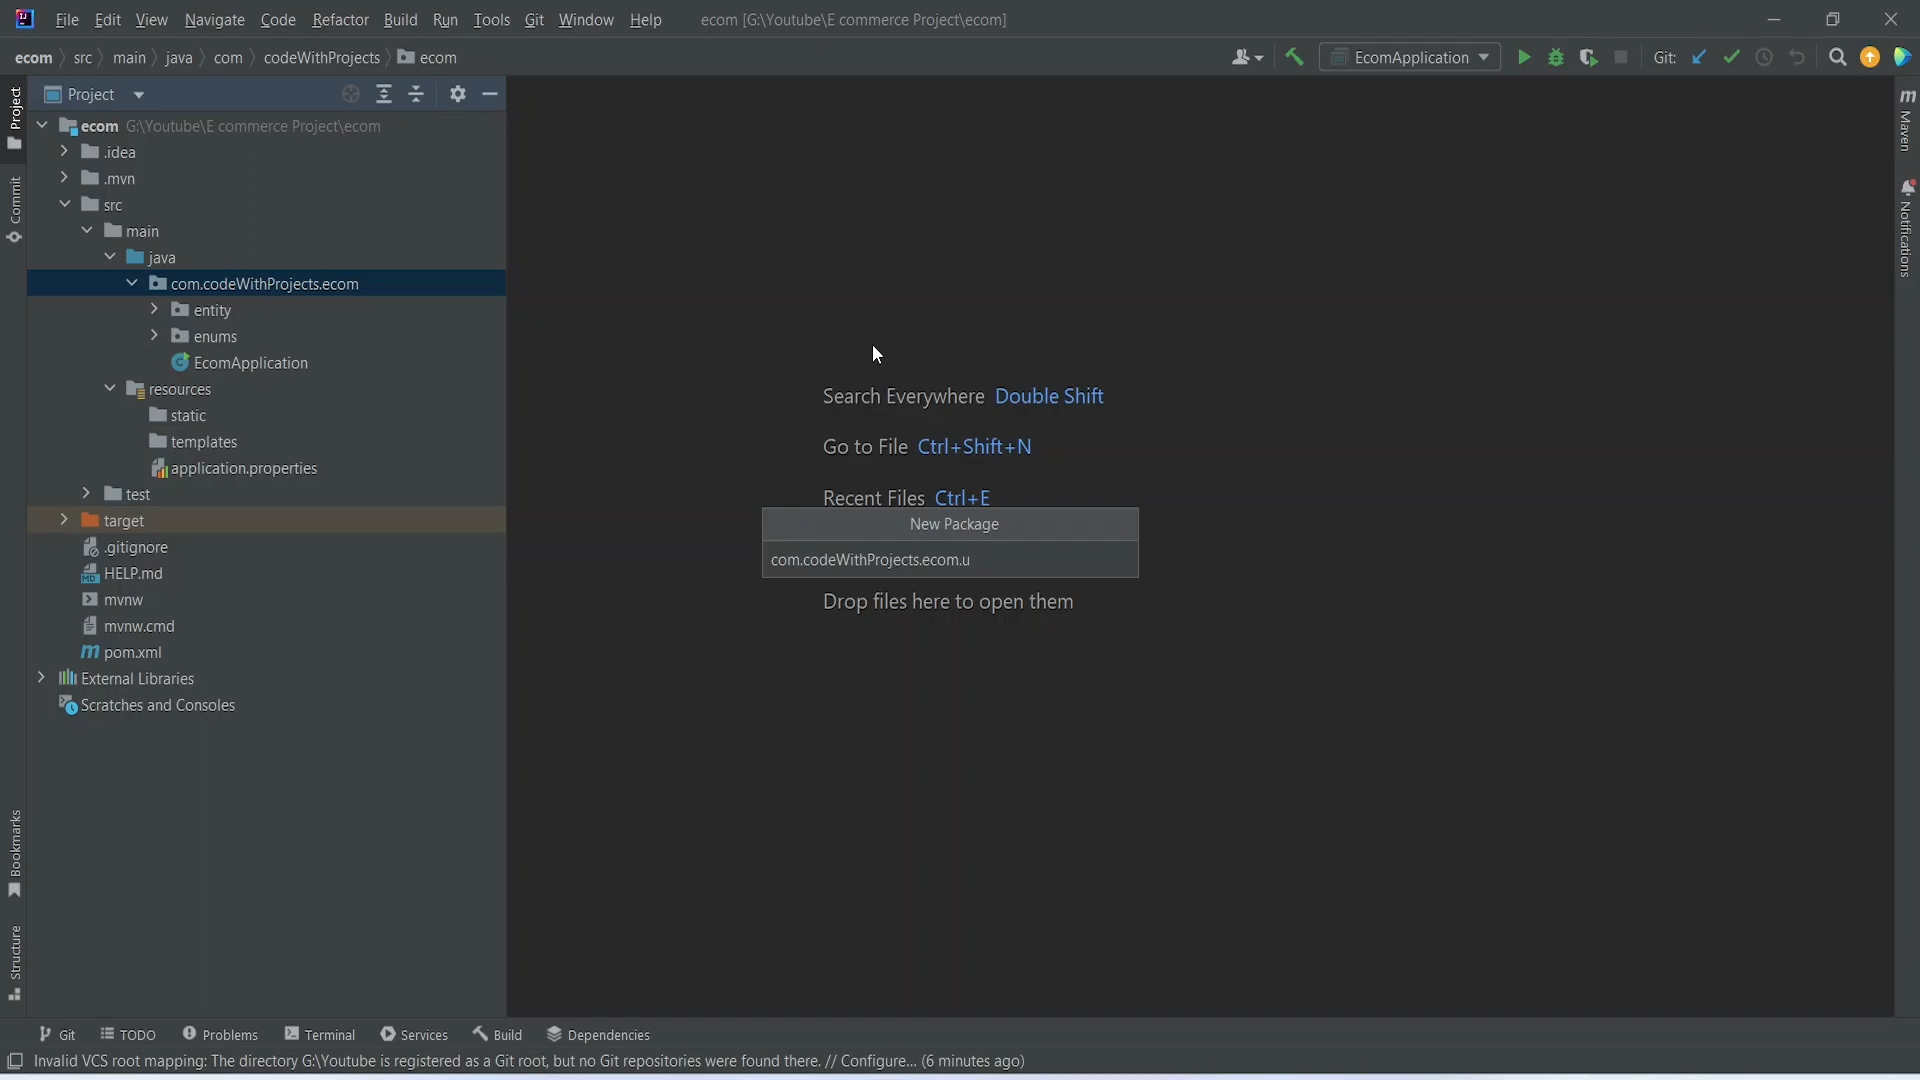 File Edit View Navigate Code Refactor Build Run Tools Git Window Help ecom [G:\Youtube\E commerce Project\ecom]
ecom src main java com codeWithProjects ecom EcomApplication Git:
Project
Project
Commit
Bookmarks
Structure
ecom G:\Youtube\E commerce Project\ecom
.idea
.mvn
src
main
java
com.codeWithProjects.ecom
entity
enums
EcomApplication
resources
static
templates
application.properties
test
target
.gitignore
HELP.md
mvnw
mvnw.cmd
pom.xml
External Libraries
Scratches and Consoles
Search Everywhere Double Shift
Go to File Ctrl+Shift+N
Recent Files Ctrl+E
New Package
com.codeWithProjects.ecom.u
Drop files here to open them
Maven
Notifications
Git TODO Problems Terminal Services Build Dependencies
Invalid VCS root mapping: The directory G:\Youtube is registered as a Git root, but no Git repositories were found there. // Configure... (6 minutes ago)